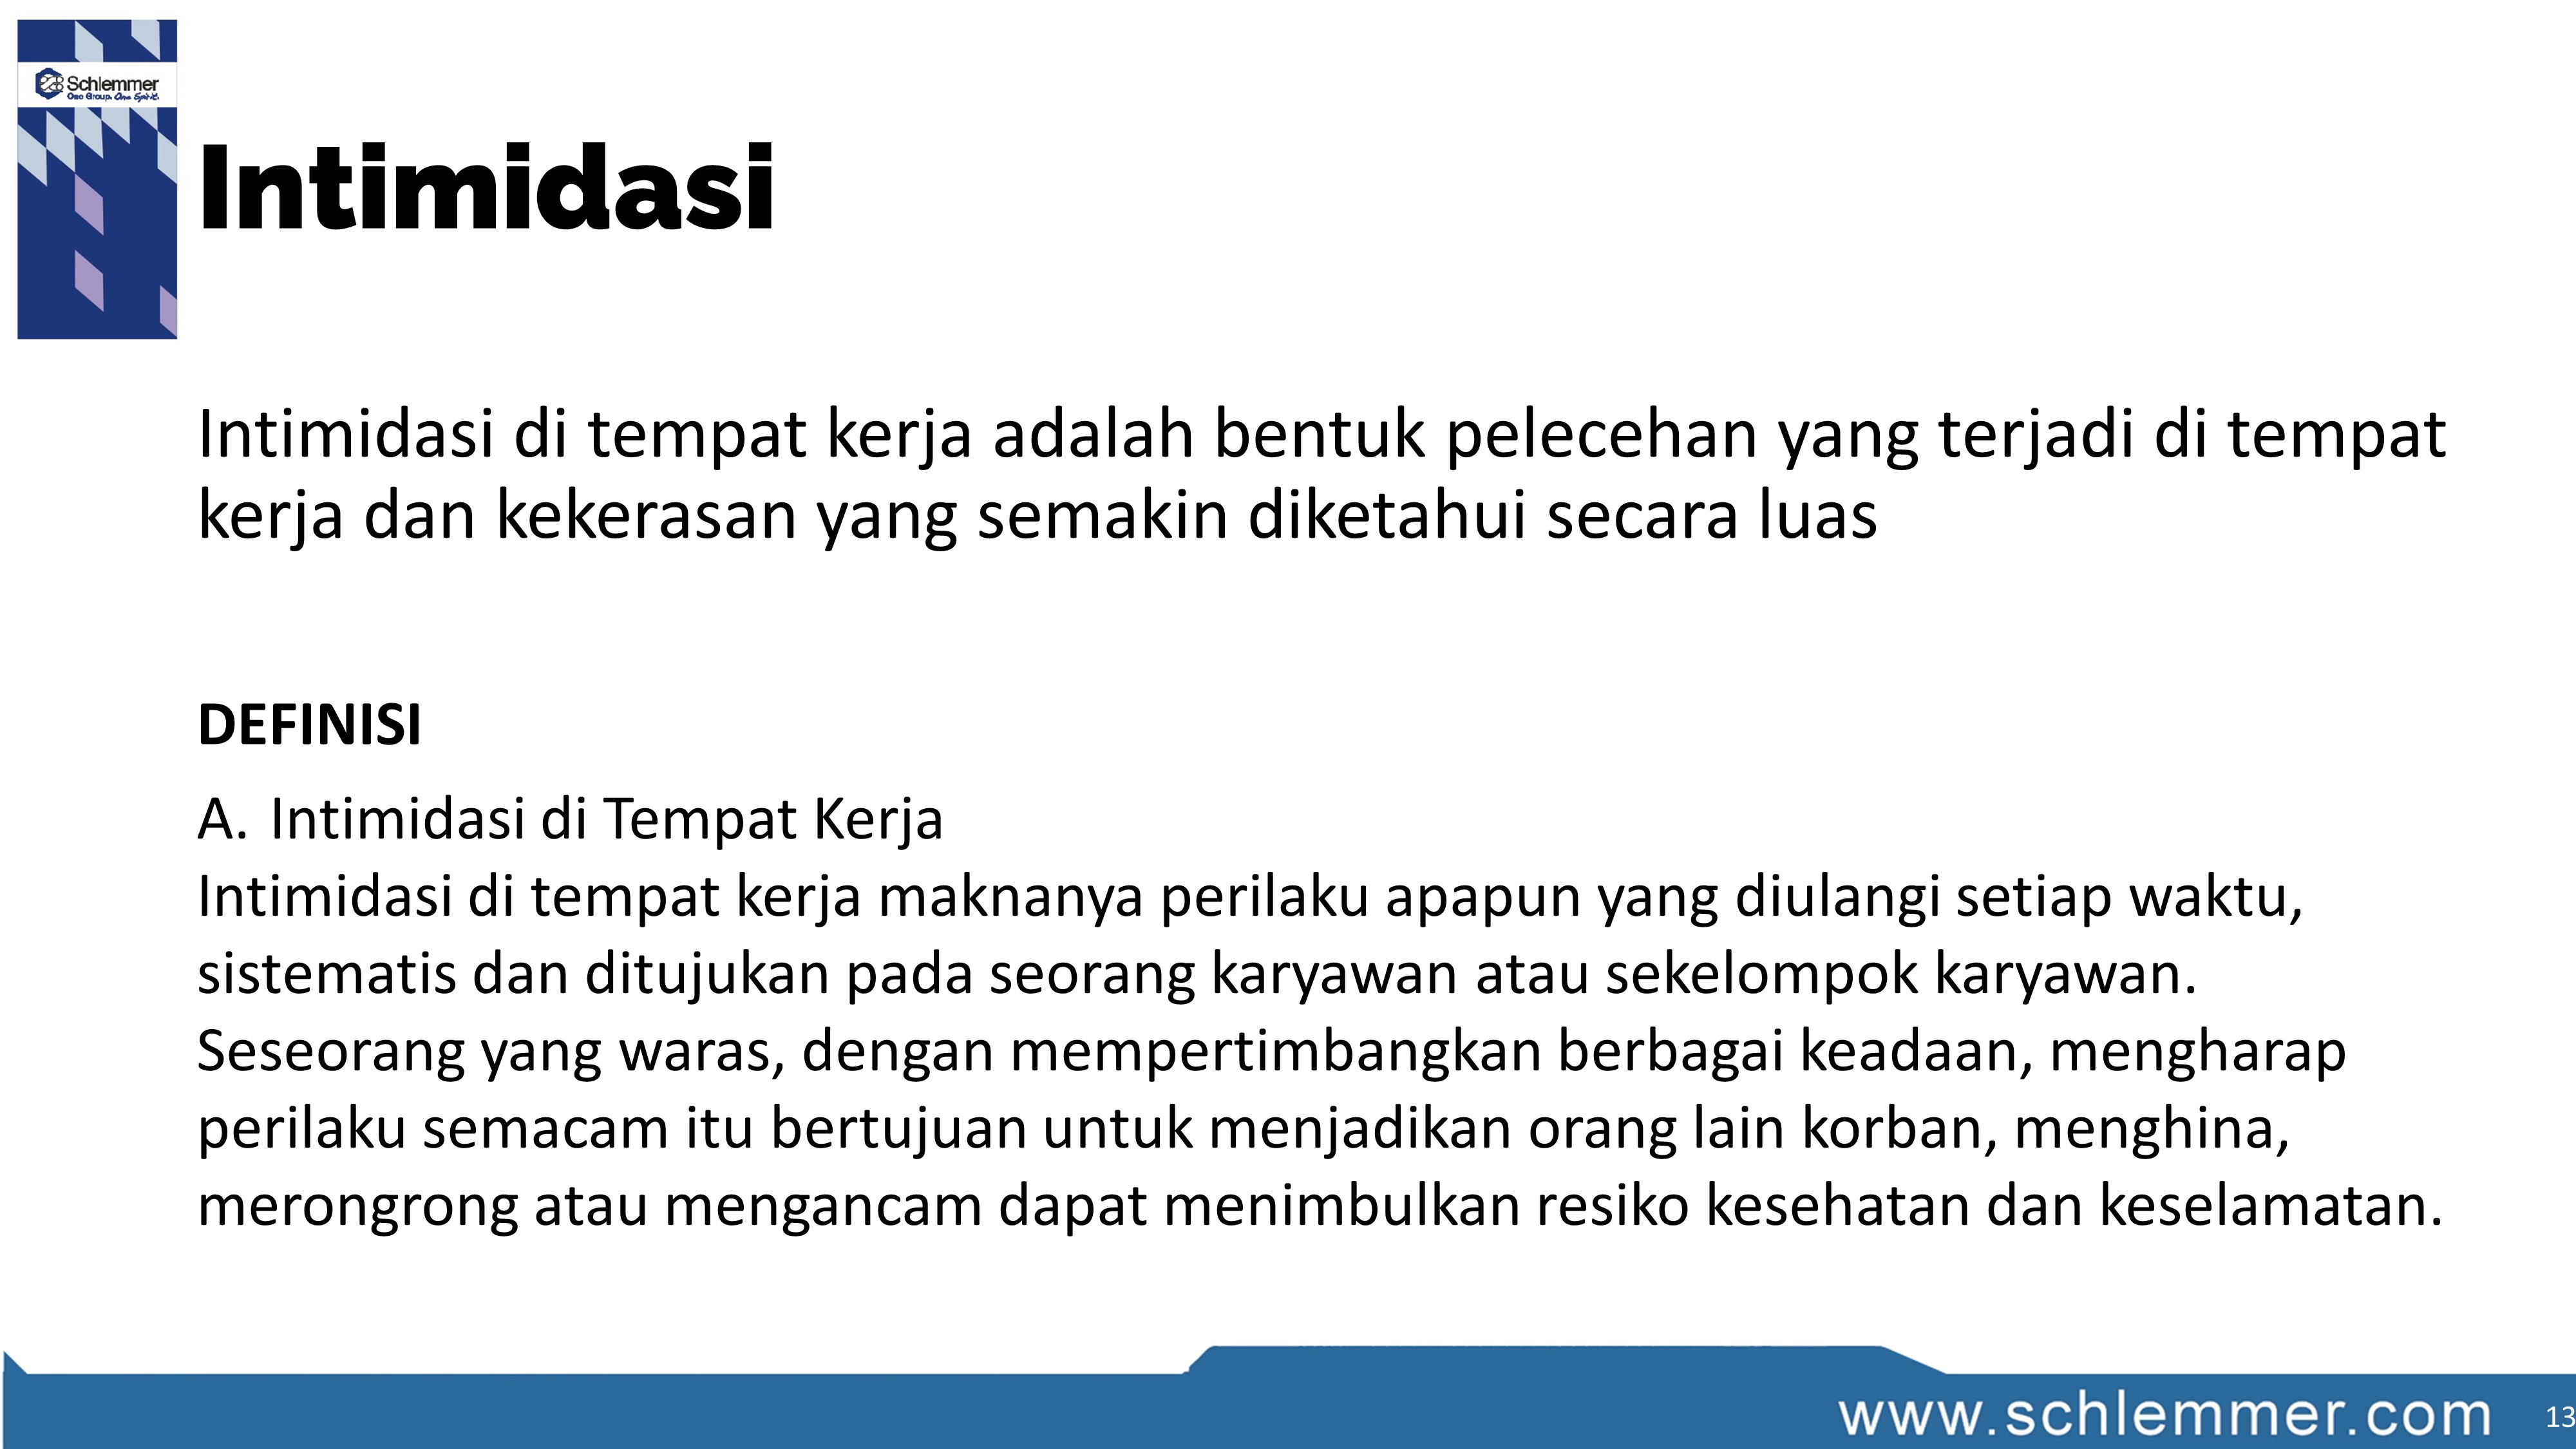 Schlemmer
One Group. One Spirit.
Intimidasi
Intimidasi di tempat kerja adalah bentuk pelecehan yang terjadi di tempat
kerja dan kekerasan yang semakin diketahui secara luas
DEFINISI
A. Intimidasi di Tempat Kerja
Intimidasi di tempat kerja maknanya perilaku apapun yang diulangi setiap waktu,
sistematis dan ditujukan pada seorang karyawan atau sekelompok karyawan.
Seseorang yang waras, dengan mempertimbangkan berbagai keadaan, mengharap
perilaku semacam itu bertujuan untuk menjadikan orang lain korban, menghina,
merongrong atau mengancam dapat menimbulkan resiko kesehatan dan keselamatan.
www.schlemmer.com
13